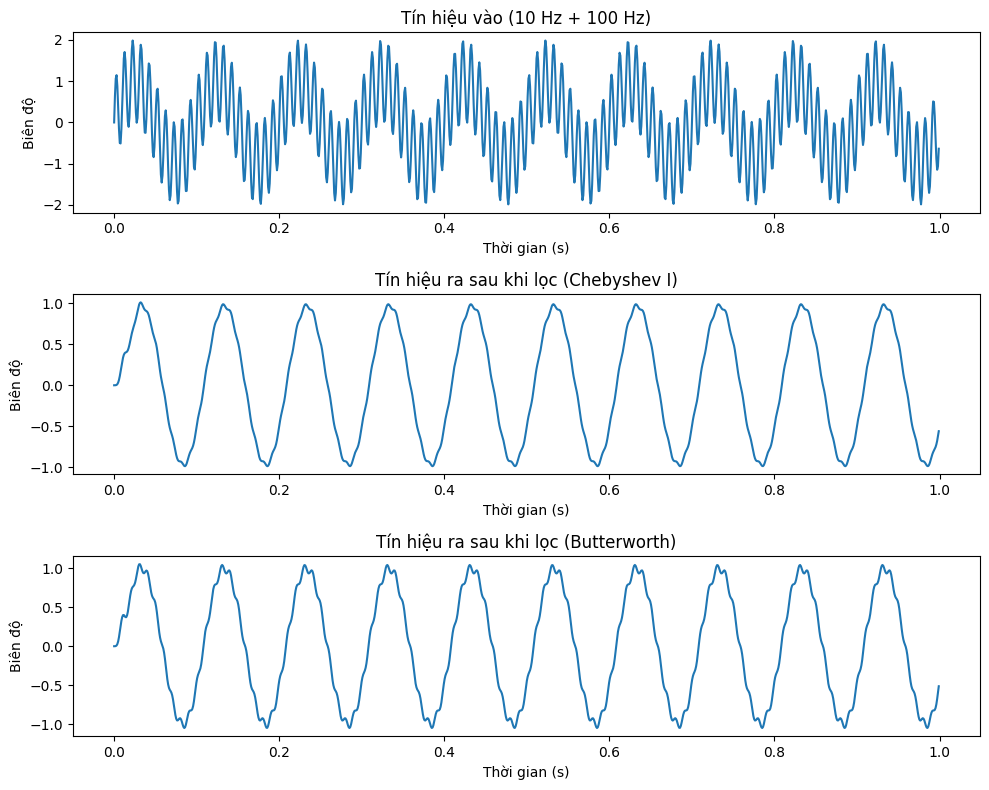 Tín hiệu vào (10 Hz + 100 Hz)
2
1
0
−1
−2
Biên độ
0.0 0.2 0.4 0.6 0.8 1.0
Thời gian (s)
Tín hiệu ra sau khi lọc (Chebyshev I)
1.0
0.5
0.0
−0.5
−1.0
Biên độ
0.0 0.2 0.4 0.6 0.8 1.0
Thời gian (s)
Tín hiệu ra sau khi lọc (Butterworth)
1.0
0.5
0.0
−0.5
−1.0
Biên độ
0.0 0.2 0.4 0.6 0.8 1.0
Thời gian (s)